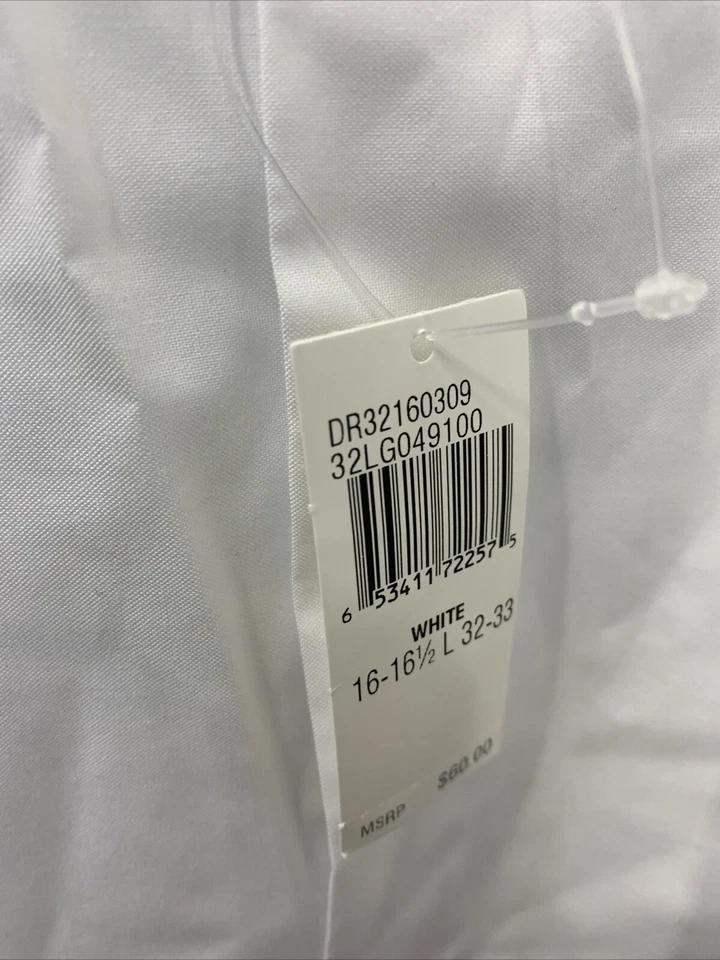 DR32160309
32LG049100
6 53411 72257 5
WHITE
16-16½ L 32-33
$60.00
MSRP